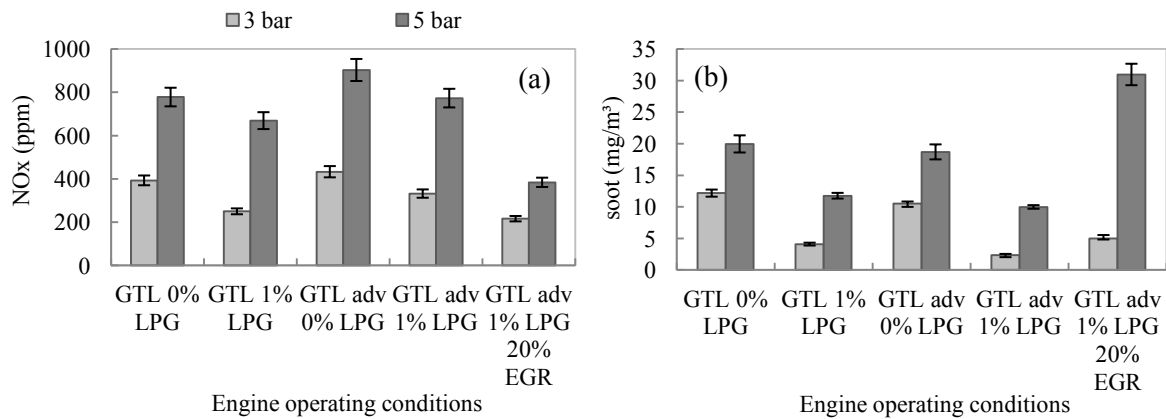 3 bar 5 bar
(a)
NOx (ppm)
1000
800
600
400
200
0
GTL 0% GTL 1% GTL adv GTL adv GTL adv
LPG LPG 0% LPG 1% LPG 1% LPG
20%
EGR
Engine operating conditions
(b)
soot (mg/m³)
35
30
25
20
15
10
5
0
GTL 0% GTL 1% GTL adv GTL adv GTL adv
LPG LPG 0% LPG 1% LPG 1% LPG
20%
EGR
Engine operating conditions